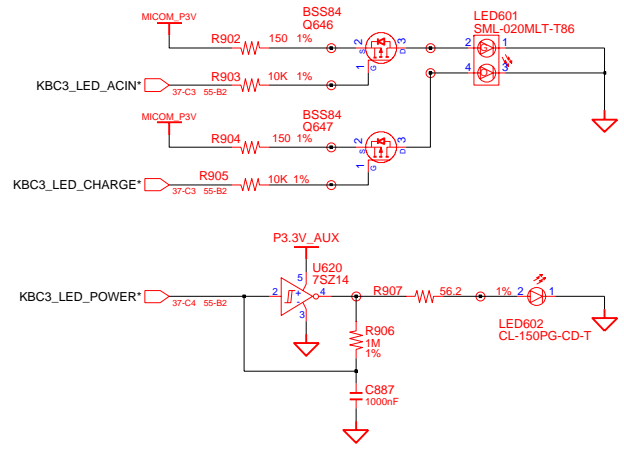 BSS84
Q646
LED601
SML-020MLT-T86
MICOM_P3V
R902 150 1% 2 S D 3 2 1
1 G
KBC3_LED_ACIN* R903 10K 1% 4 3
37-C3 55-B2
MICOM_P3V
BSS84
Q647
R904 150 1% 2 S D 3
1 G
KBC3_LED_CHARGE* R905 10K 1%
37-C3 55-B2
P3.3V_AUX
5
U620
7SZ14
KBC3_LED_POWER* 2 + - 4 R907 56.2 1% 2 1
37-C4 55-B2
3
LED602
CL-150PG-CD-T
R906
1M
1%
C887
1000nF